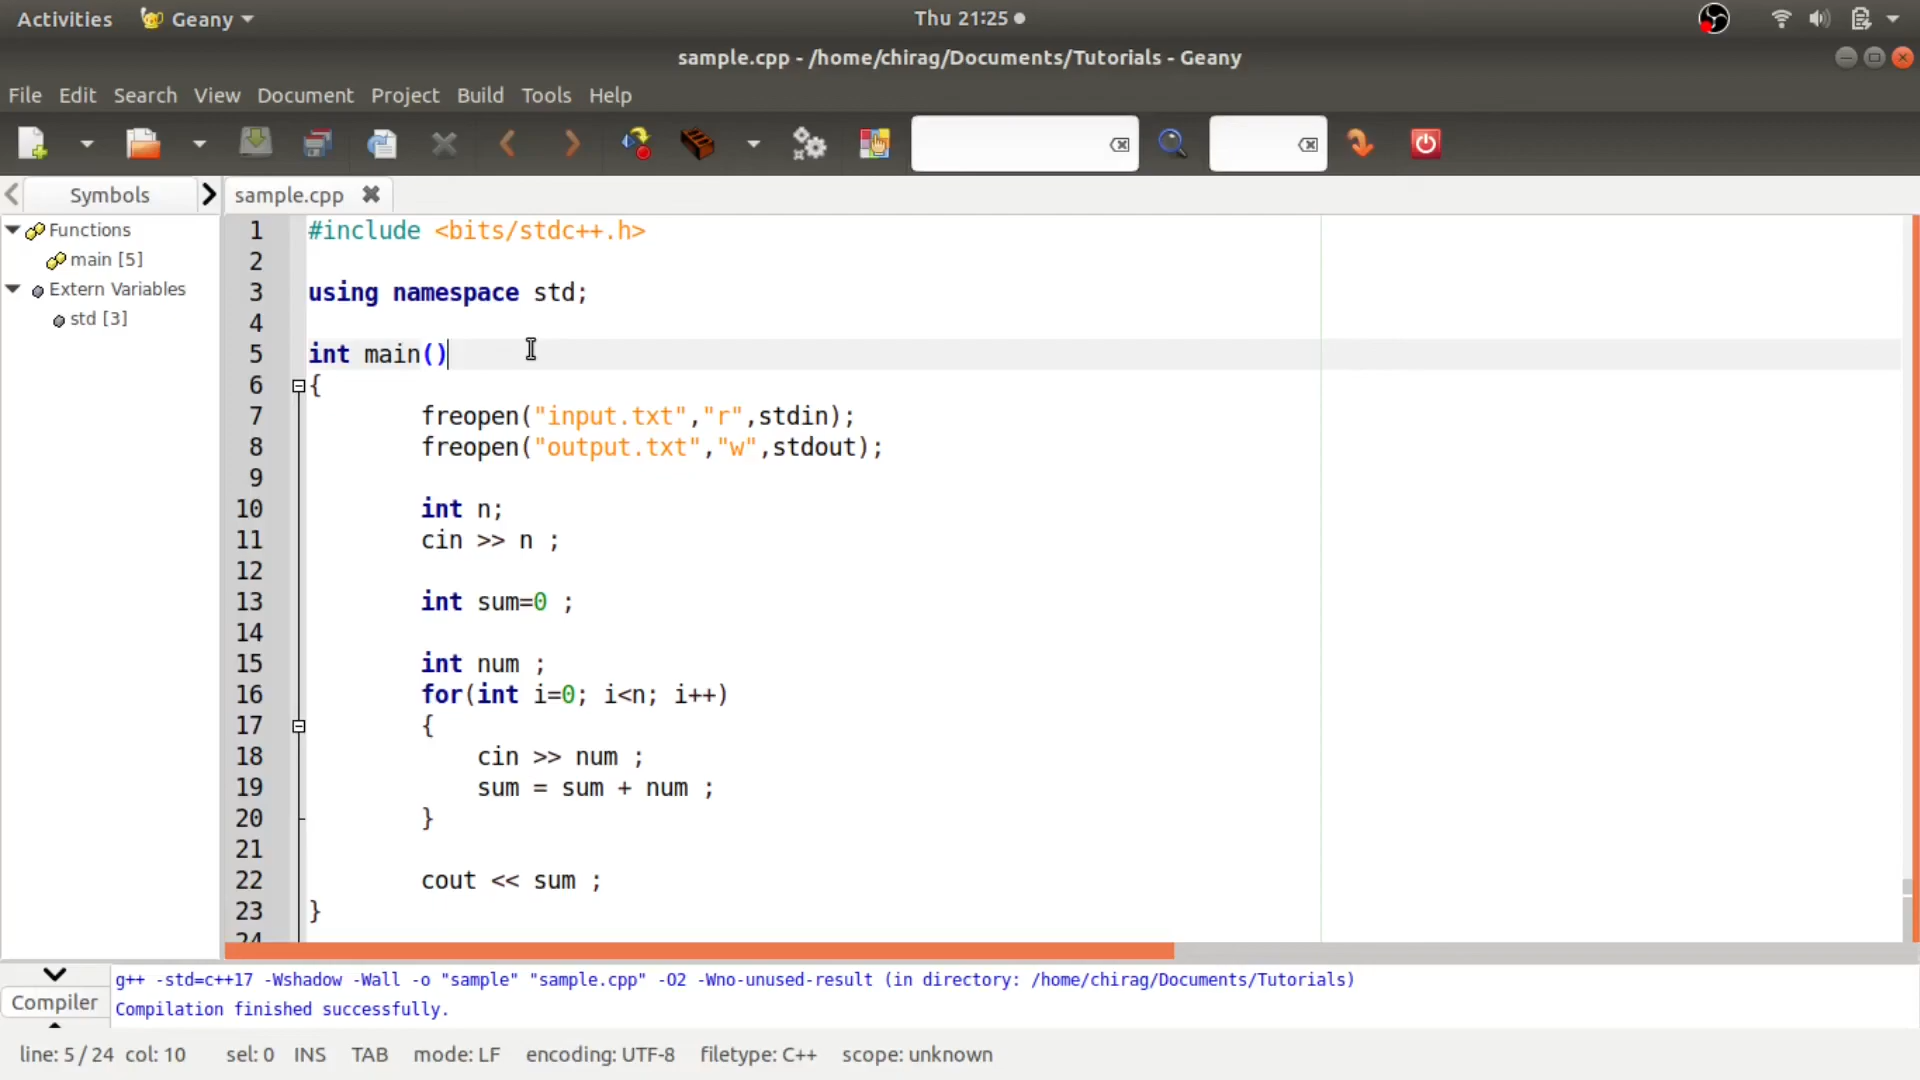 Activities Geany Thu 21:25
sample.cpp - /home/chirag/Documents/Tutorials - Geany
File Edit Search View Document Project Build Tools Help
Symbols sample.cpp
Functions
main [5]
Extern Variables
std [3]
1 #include <bits/stdc++.h>
2
3 using namespace std;
4
5 int main()
6 {
7 freopen("input.txt","r",stdin);
8 freopen("output.txt","w",stdout);
9
10 int n;
11 cin >> n ;
12
13 int sum=0 ;
14
15 int num ;
16 for(int i=0; i<n; i++)
17 {
18 cin >> num ;
19 sum = sum + num ;
20 }
21
22 cout << sum ;
23 }
24
Compiler
g++ -std=c++17 -Wshadow -Wall -o "sample" "sample.cpp" -O2 -Wno-unused-result (in directory: /home/chirag/Documents/Tutorials)
Compilation finished successfully.
line: 5 / 24 col: 10 sel: 0 INS TAB mode: LF encoding: UTF-8 filetype: C++ scope: unknown